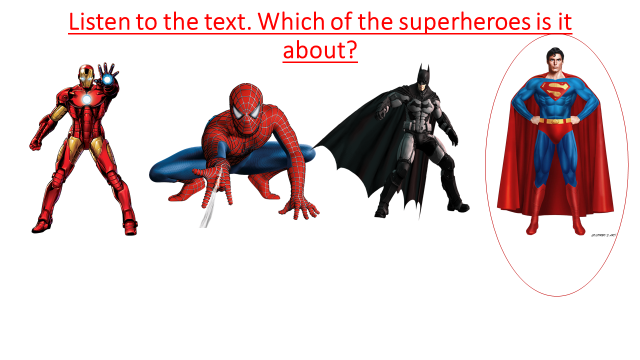 Listen to the text. Which of the superheroes is it
about?